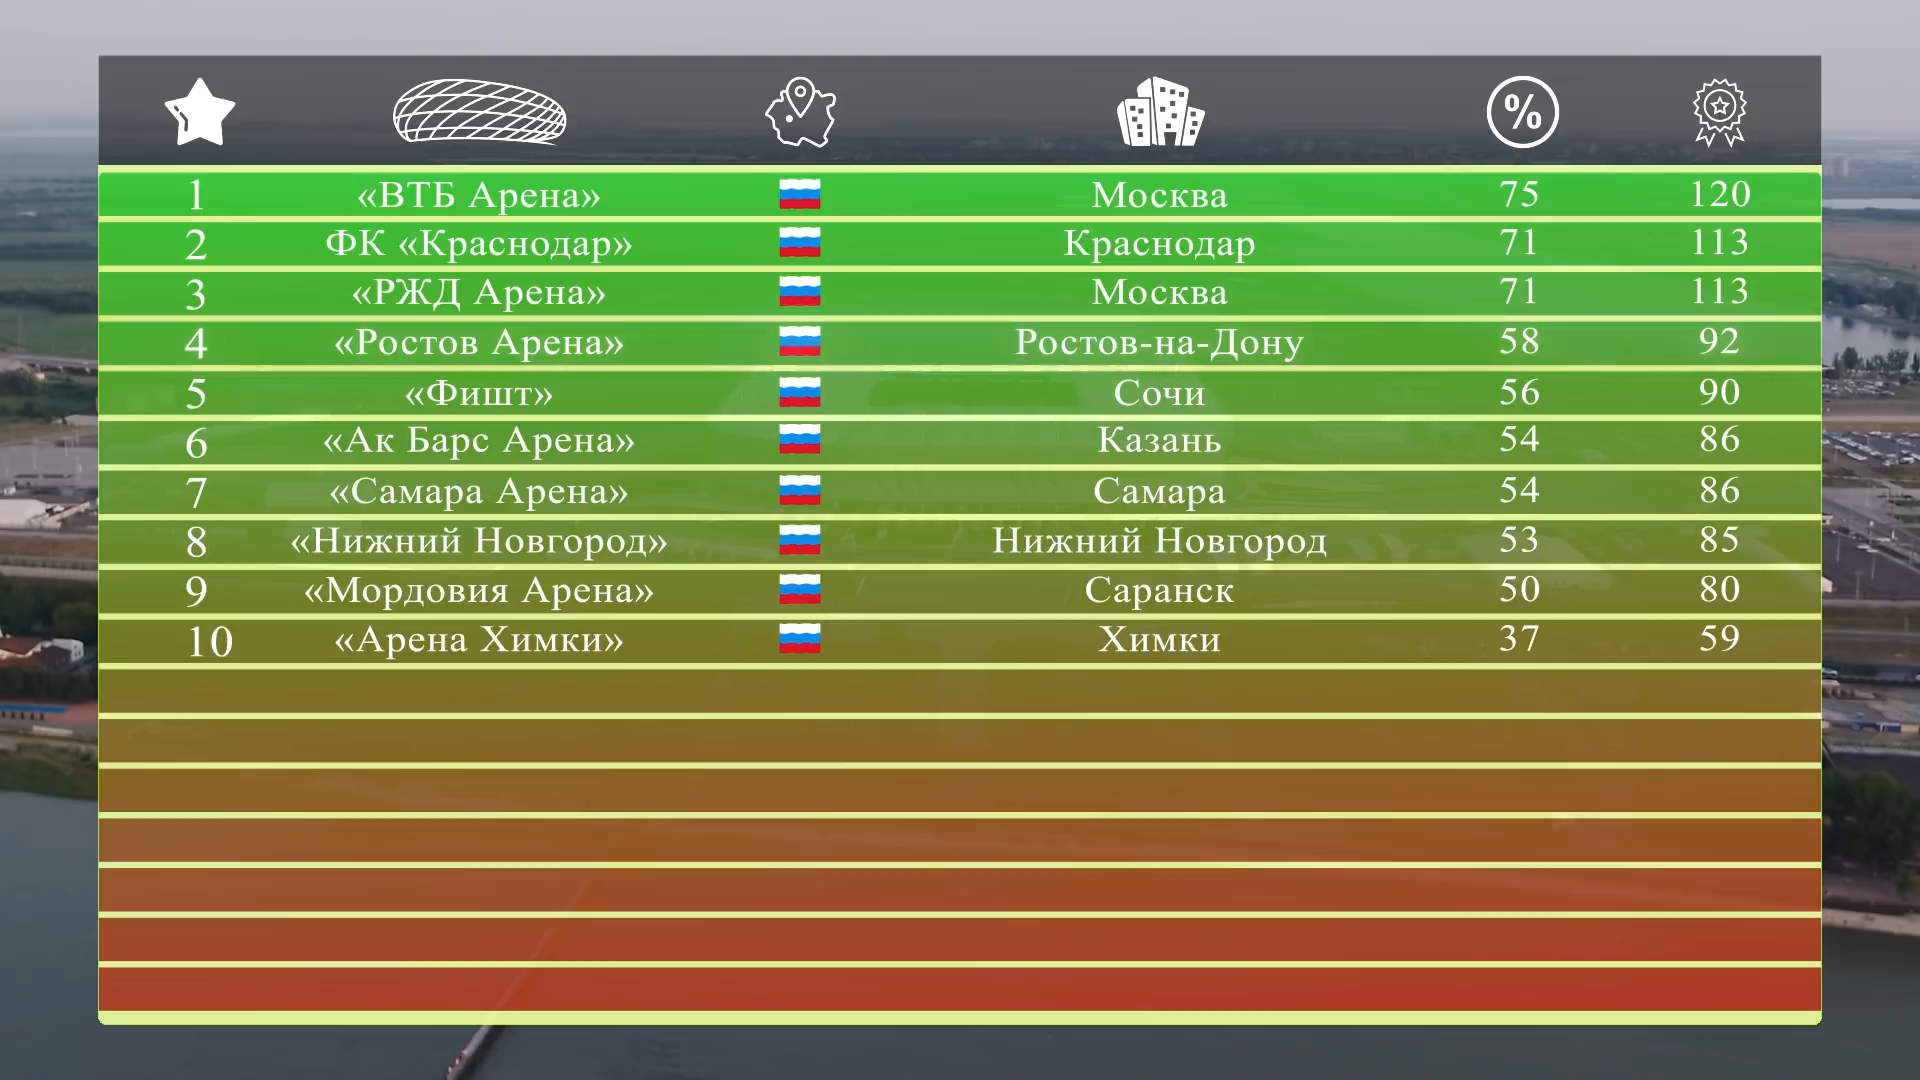 %
1 «ВТБ Арена» Москва 75 120
2 ФК «Краснодар» Краснодар 71 113
3 «РЖД Арена» Москва 71 113
4 «Ростов Арена» Ростов-на-Дону 58 92
5 «Фишт» Сочи 56 90
6 «Ак Барс Арена» Казань 54 86
7 «Самара Арена» Самара 54 86
8 «Нижний Новгород» Нижний Новгород 53 85
9 «Мордовия Арена» Саранск 50 80
10 «Арена Химки» Химки 37 59